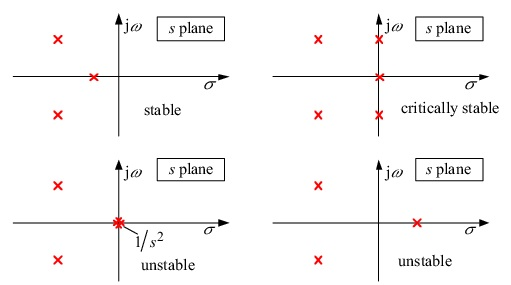 jω
s plane
σ
stable
jω
s plane
σ
critically stable
jω
s plane
σ
1/s²
unstable
jω
s plane
σ
unstable